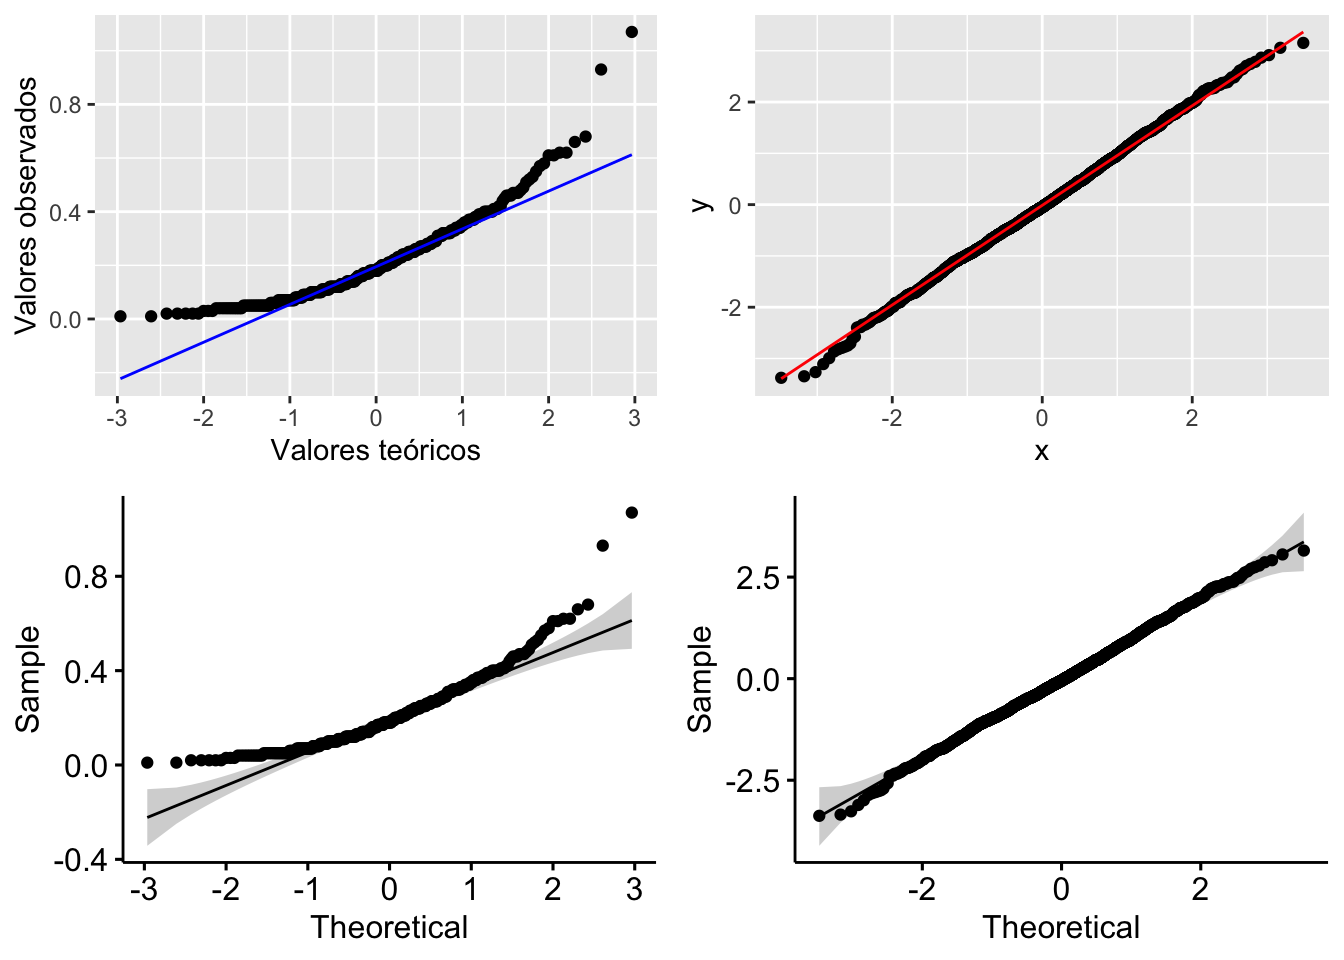 Valores observados
0.8
0.4
0.0
-3 -2 -1 0 1 2 3
Valores teóricos
y
2
0
-2
-2 0 2
x
Sample
0.8
0.4
0.0
-0.4
-3 -2 -1 0 1 2 3
Theoretical
Sample
2.5
0.0
-2.5
-2 0 2
Theoretical